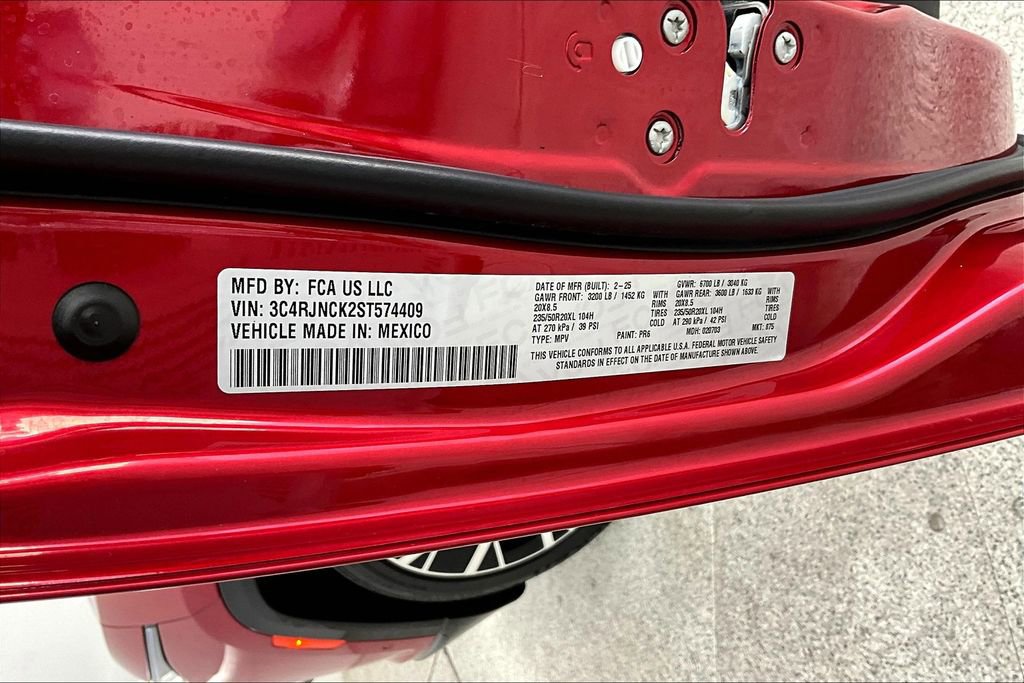 MFD BY: FCA US LLC
VIN: 3C4RJNCK2ST574409
VEHICLE MADE IN: MEXICO
DATE OF MFR (BUILT): 2-25 GVWR: 6700 LB / 3040 KG
GAWR FRONT: 3200 LB / 1452 KG WITH GAWR REAR: 3600 LB / 1633 KG WITH
20X8.5 RIMS 20X8.5 RIMS
235/50R20XL 104H TIRES 235/50R20XL 104H TIRES
AT 270 kPa / 39 PSI COLD AT 290 kPa / 42 PSI COLD
TYPE: MPV PAINT: PR6 MDH: 020703 MKT: 075
THIS VEHICLE CONFORMS TO ALL APPLICABLE U.S.A. FEDERAL MOTOR VEHICLE SAFETY
STANDARDS IN EFFECT ON THE DATE OF MANUFACTURE SHOWN ABOVE.